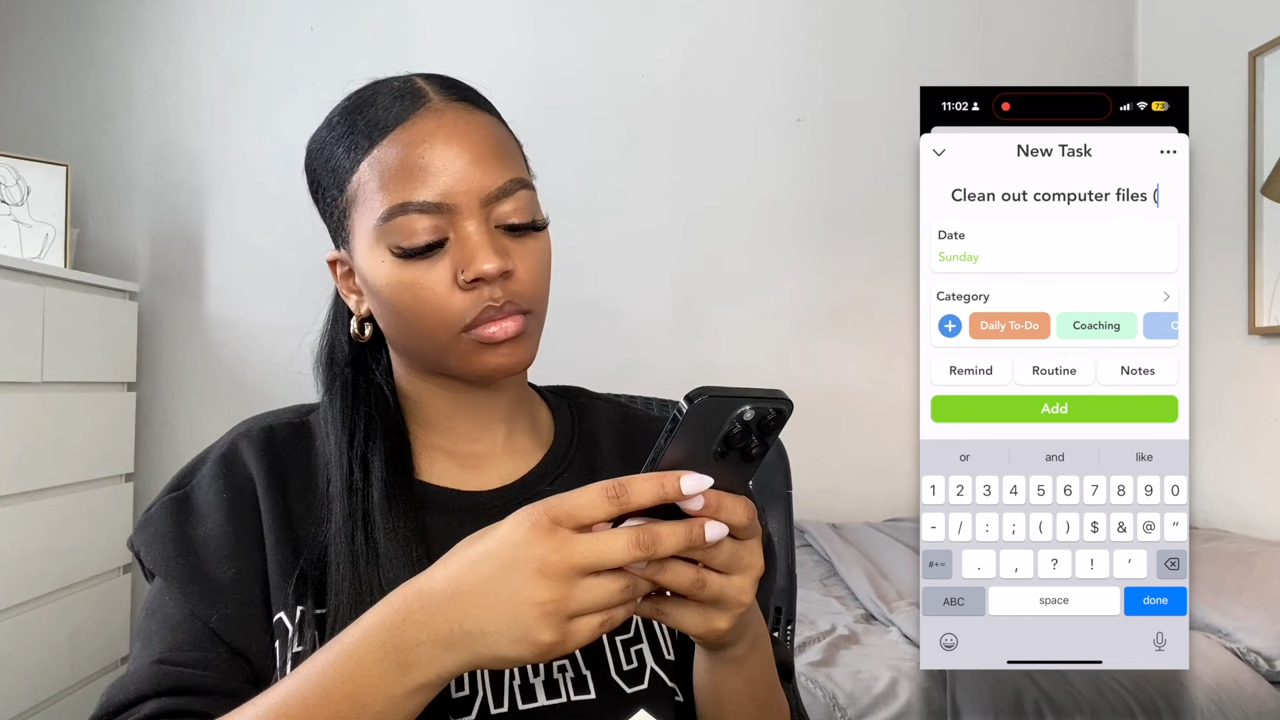 11:02
73
New Task
Clean out computer files (
Date
Sunday
Category
Daily To-Do
Coaching
Remind
Routine
Notes
Add
or
and
like
1 2 3 4 5 6 7 8 9 0
- / : ; ( ) $ & @ "
#+= . , ? ! '
ABC
space
done